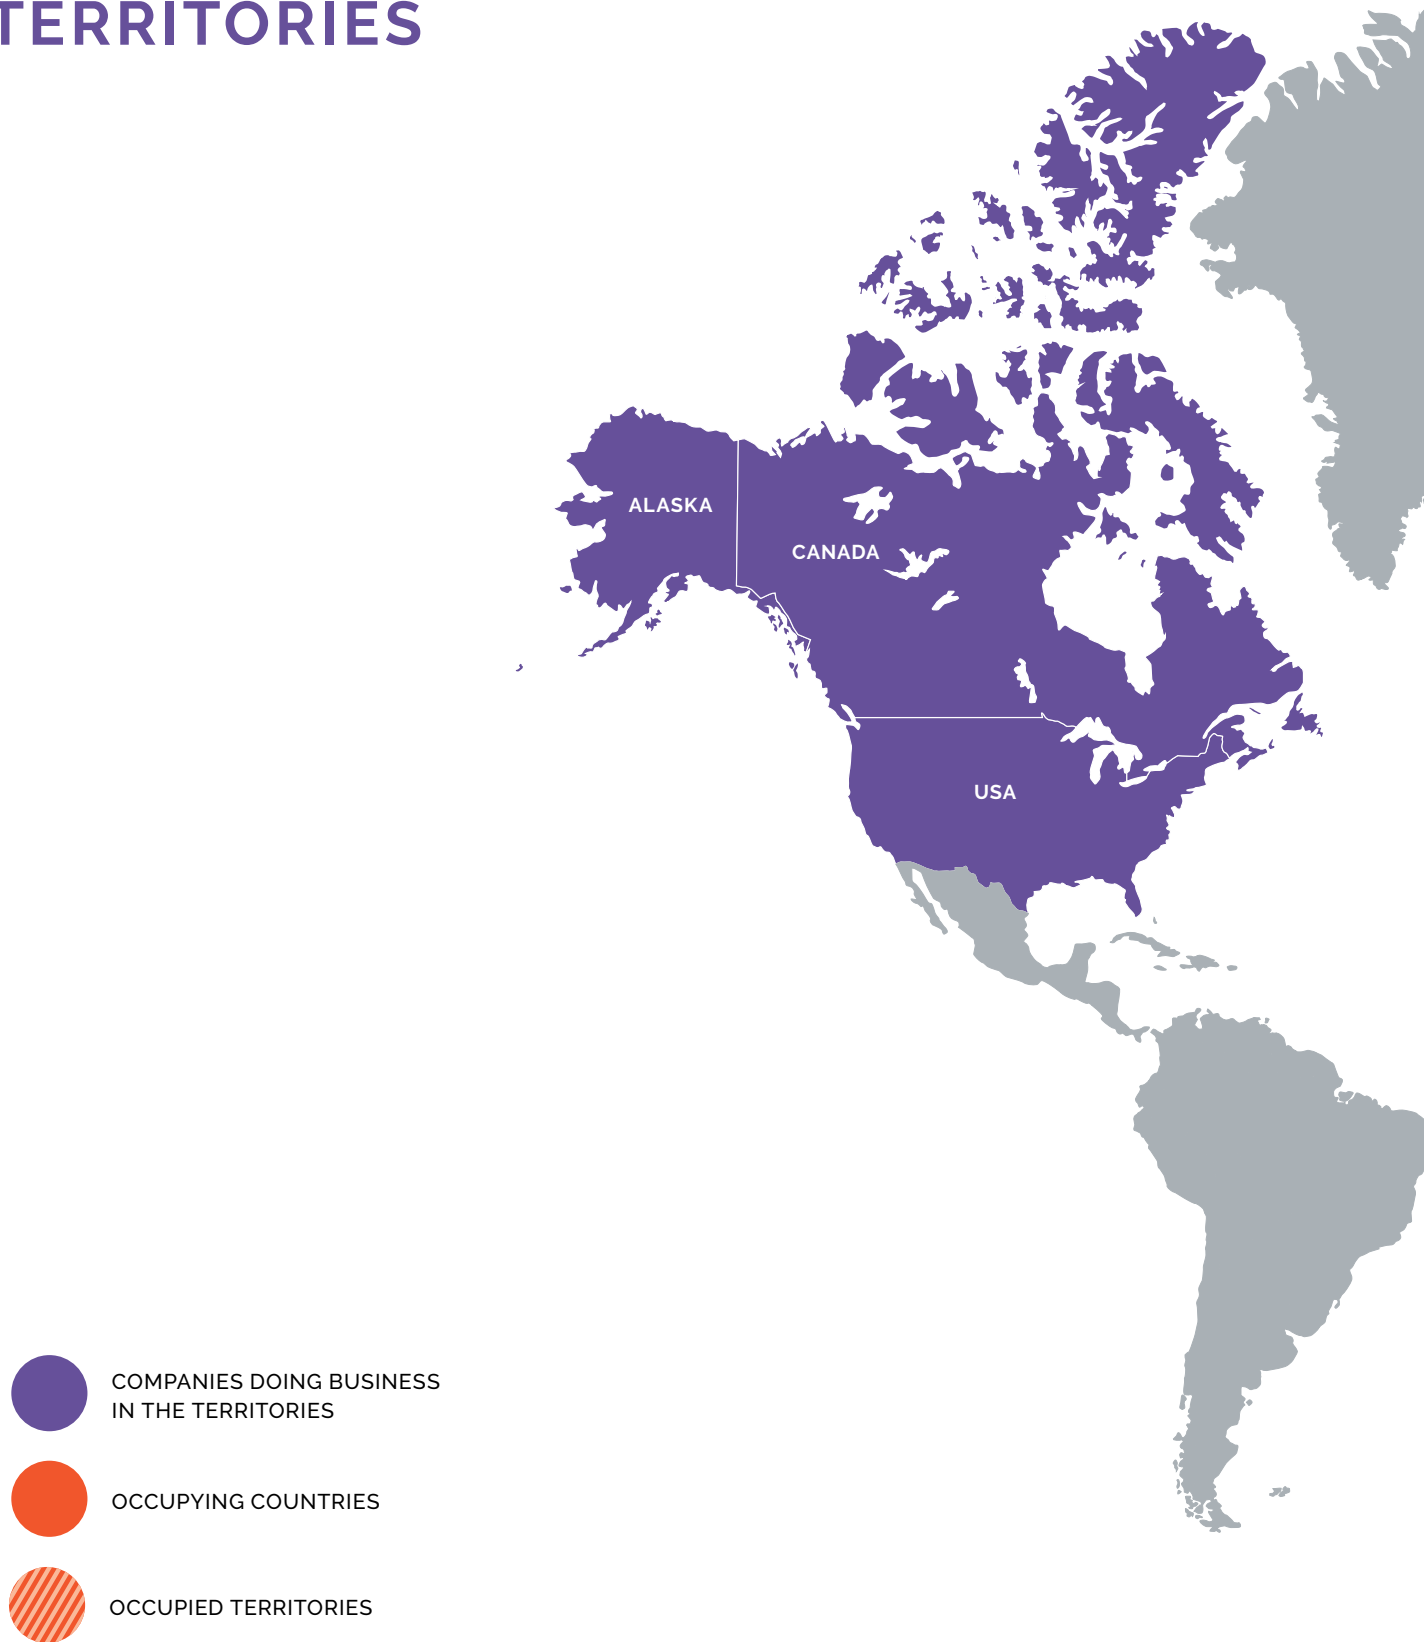 TERRITORIES
ALASKA
CANADA
USA
COMPANIES DOING BUSINESS
IN THE TERRITORIES
OCCUPYING COUNTRIES
OCCUPIED TERRITORIES